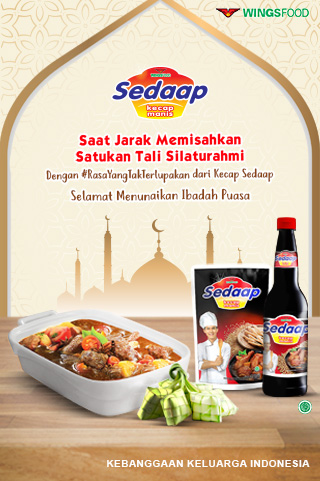 WINGSFOOD
Sedaap
kecap
manis
Saat Jarak Memisahkan
Satukan Tali Silaturahmi
Dengan #RasaYangTakTerlupakan dari Kecap Sedaap
Selamat Menunaikan Ibadah Puasa
Sedaap
Sedaap
KEBANGGAAN KELUARGA INDONESIA